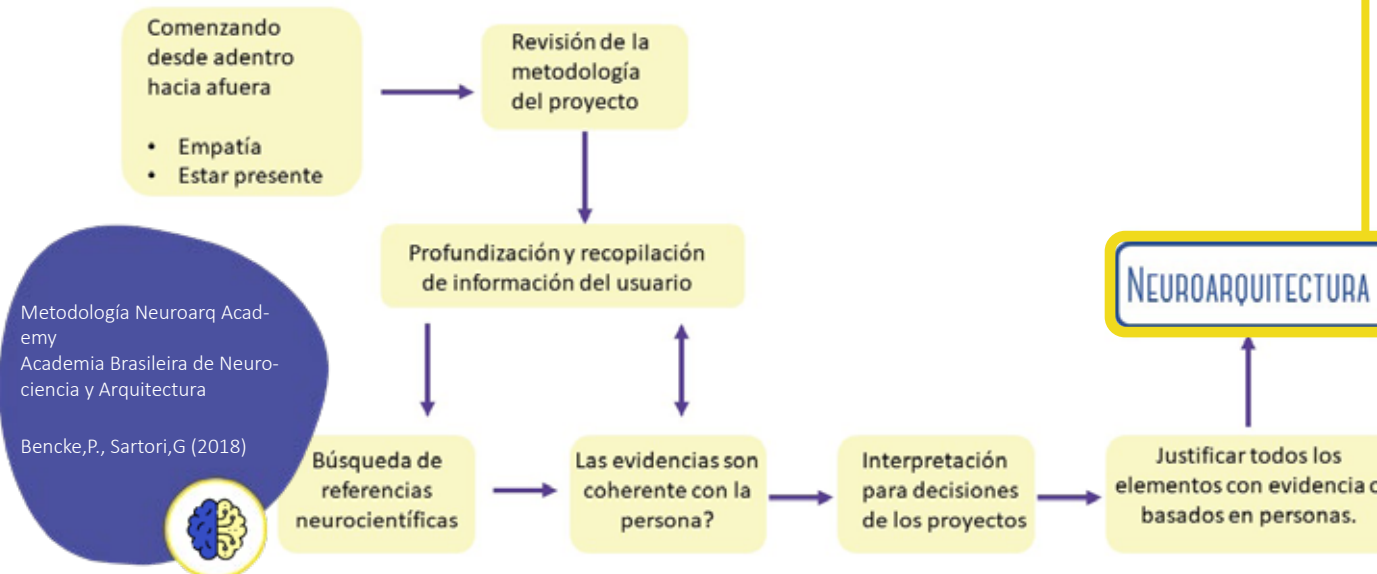 Comenzando
desde adentro
hacia afuera
• Empatía
• Estar presente
Revisión de la
metodología
del proyecto
Profundización y recopilación
de información del usuario
Metodología Neuroarq Acad-
emy
Academia Brasileira de Neuro-
ciencia y Arquitectura
Bencke,P., Sartori,G (2018)
Búsqueda de
referencias
neurocientíficas
Las evidencias son
coherente con la
persona?
Interpretación
para decisiones
de los proyectos
Justificar todos los
elementos con evidencia
basados en personas.
NEUROARQUITECTURA